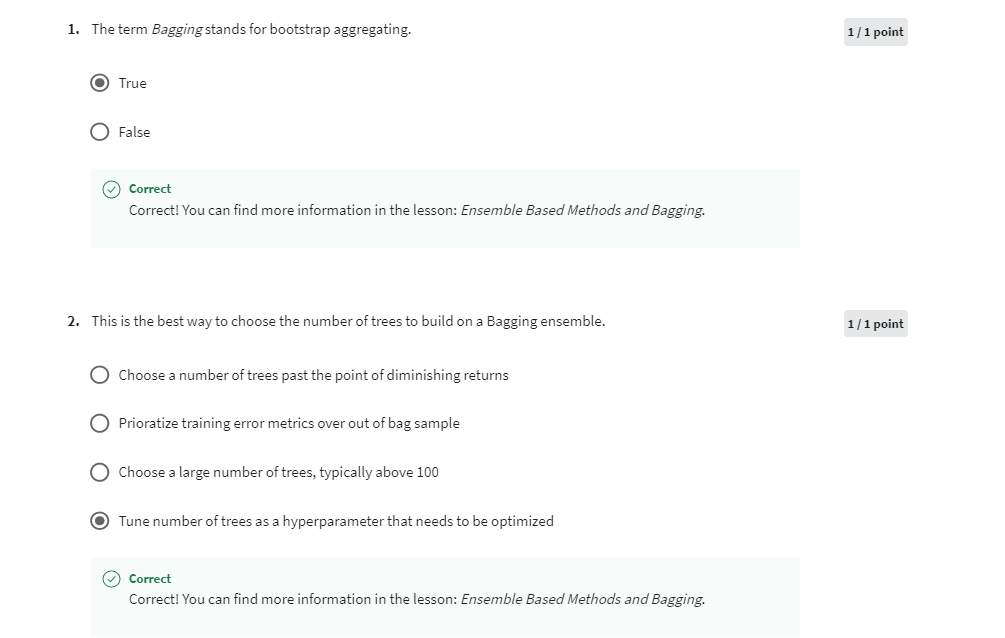 1. The term Bagging stands for bootstrap aggregating.
1 / 1 point
True
False
Correct
Correct! You can find more information in the lesson: Ensemble Based Methods and Bagging.
2. This is the best way to choose the number of trees to build on a Bagging ensemble.
1 / 1 point
Choose a number of trees past the point of diminishing returns
Prioratize training error metrics over out of bag sample
Choose a large number of trees, typically above 100
Tune number of trees as a hyperparameter that needs to be optimized
Correct
Correct! You can find more information in the lesson: Ensemble Based Methods and Bagging.